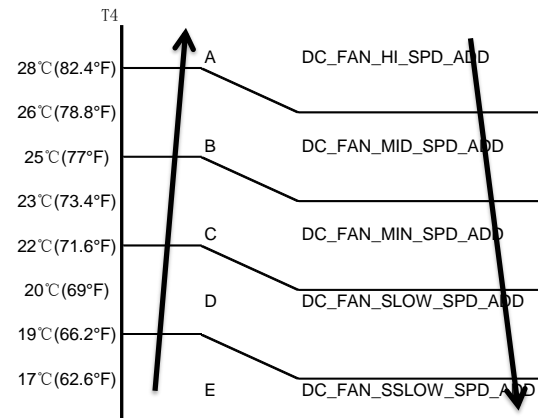 T4
A DC_FAN_HI_SPD_ADD
28℃(82.4°F)
26℃(78.8°F)
B DC_FAN_MID_SPD_ADD
25℃(77°F)
23℃(73.4°F)
C DC_FAN_MIN_SPD_ADD
22℃(71.6°F)
20℃(69°F)
D DC_FAN_SLOW_SPD_ADD
19℃(66.2°F)
17℃(62.6°F)
E DC_FAN_SSLOW_SPD_ADD